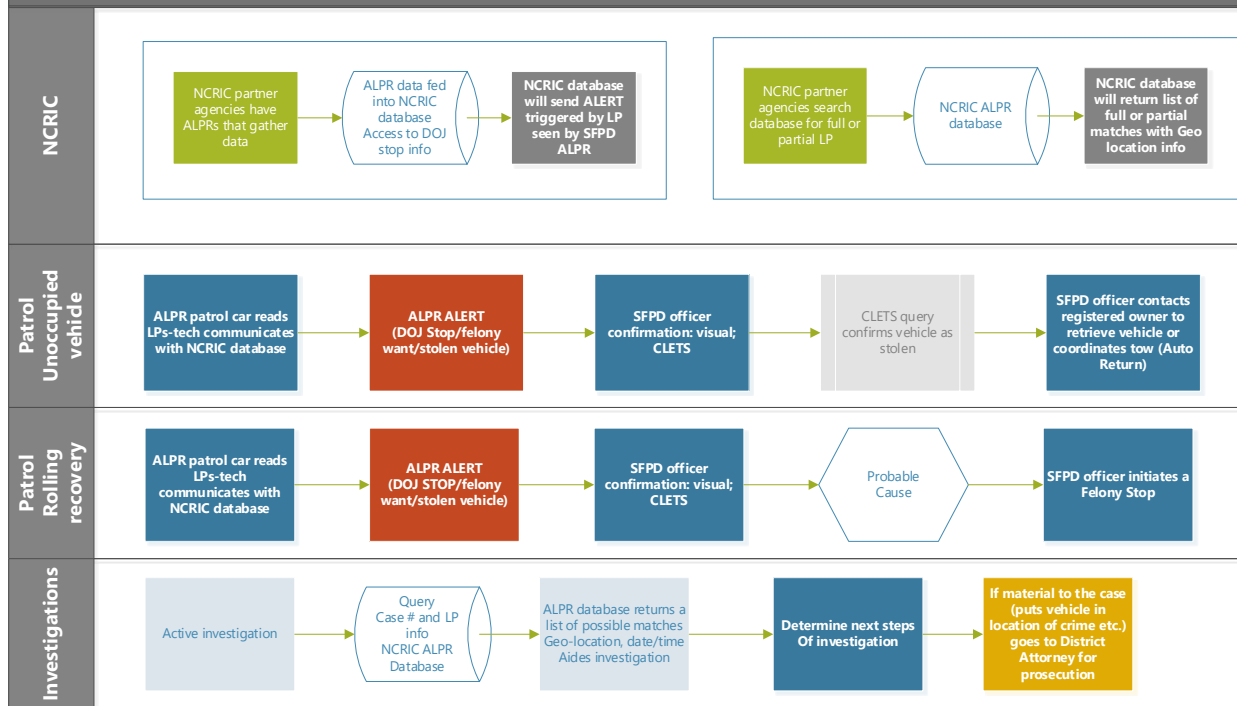 NCRIC
NCRIC partner
agencies have
ALPRs that gather
data
ALPR data fed
into NCRIC
database
Access to DOJ
stop info
NCRIC database
will send ALERT
triggered by LP
seen by SFPD
ALPR
NCRIC partner
agencies search
database for full or
partial LP
NCRIC ALPR
database
NCRIC database
will return list of
full or partial
matches with Geo
location info
Patrol
Unoccupied
vehicle
ALPR patrol car reads
LPs-tech communicates
with NCRIC database
ALPR ALERT
(DOJ Stop/felony
want/stolen vehicle)
SFPD officer
confirmation: visual;
CLETS
CLETS query
confirms vehicle as
stolen
SFPD officer contacts
registered owner to
retrieve vehicle or
coordinates tow (Auto
Return)
Patrol
Rolling
recovery
ALPR patrol car reads
LPs-tech
communicates with
NCRIC database
ALPR ALERT
(DOJ STOP/felony
want/stolen vehicle)
SFPD officer
confirmation: visual;
CLETS
Probable
Cause
SFPD officer initiates a
Felony Stop
Investigations
Active investigation
Query
Case # and LP
info
NCRIC ALPR
Database
ALPR database returns a
list of possible matches
Geo-location, date/time
Aides investigation
Determine next steps
Of investigation
If material to the case
(puts vehicle in
location of crime etc.)
goes to District
Attorney for
prosecution